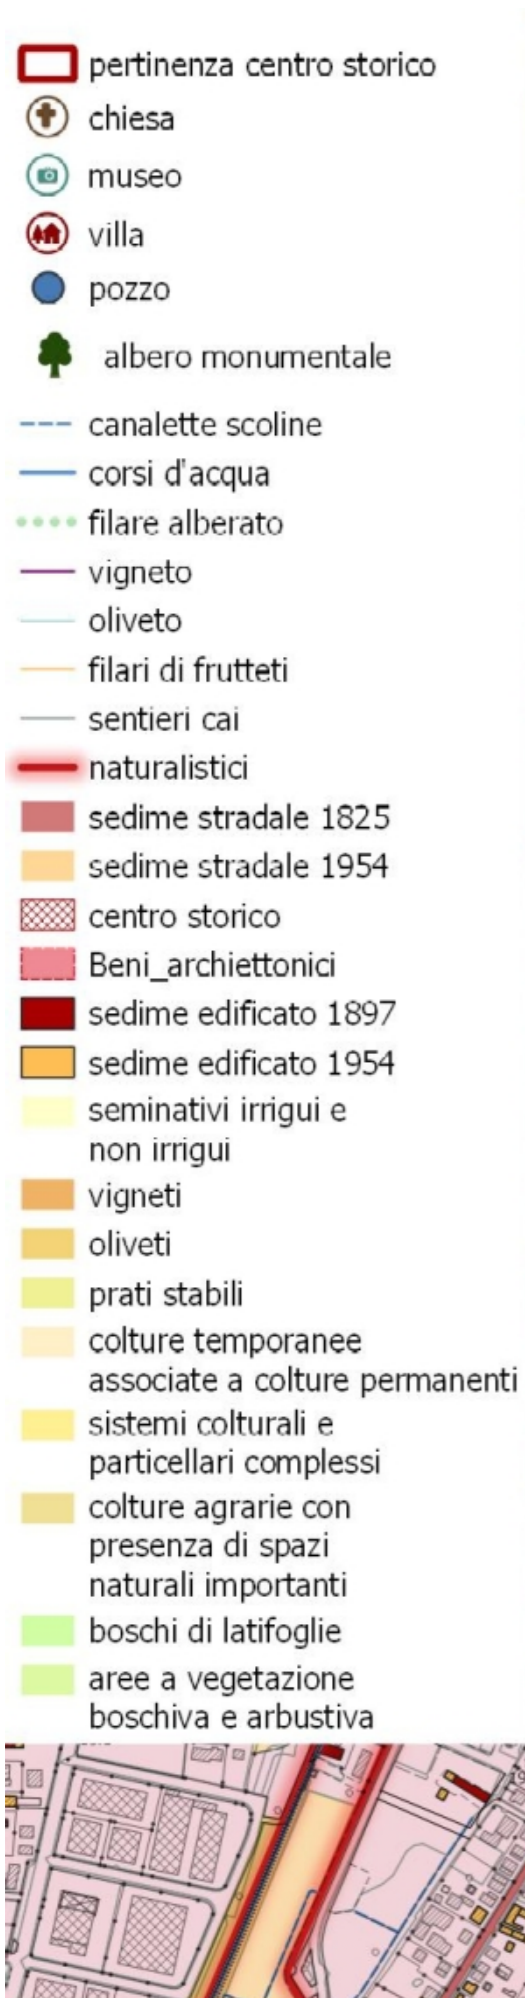 pertinenza centro storico
chiesa
museo
villa
pozzo
albero monumentale
canalette scoline
corsi d'acqua
filare alberato
vigneto
oliveto
filari di frutteti
sentieri cai
naturalistici
sedime stradale 1825
sedime stradale 1954
centro storico
Beni_archiettonici
sedime edificato 1897
sedime edificato 1954
seminativi irrigui e
non irrigui
vigneti
oliveti
prati stabili
colture temporanee
associate a colture permanenti
sistemi colturali e
particellari complessi
colture agrarie con
presenza di spazi
naturali importanti
boschi di latifoglie
aree a vegetazione
boschiva e arbustiva